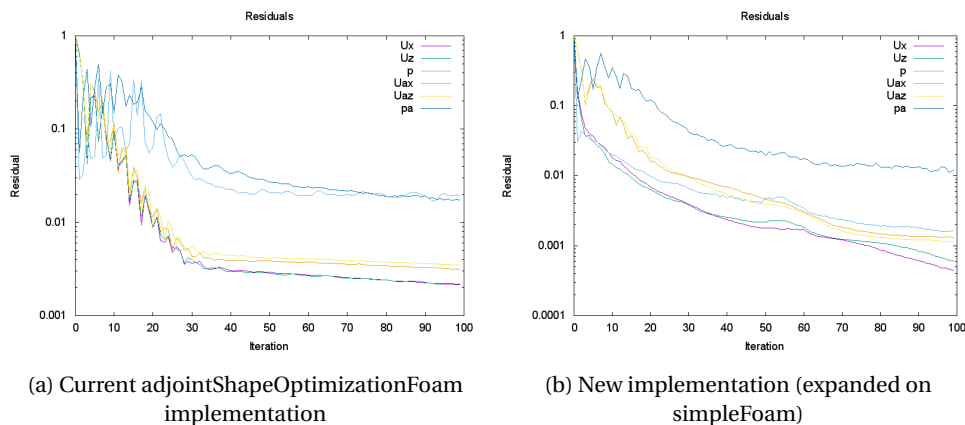 Residuals
1
0.1
0.01
0.001
Residual
0 10 20 30 40 50 60 70 80 90 100
Iteration
Ux
Uz
p
Uax
Uaz
pa
(a) Current adjointShapeOptimizationFoam
implementation
Residuals
1
0.1
0.01
0.001
0.0001
Residual
0 10 20 30 40 50 60 70 80 90 100
Iteration
Ux
Uz
p
Uax
Uaz
pa
(b) New implementation (expanded on
simpleFoam)